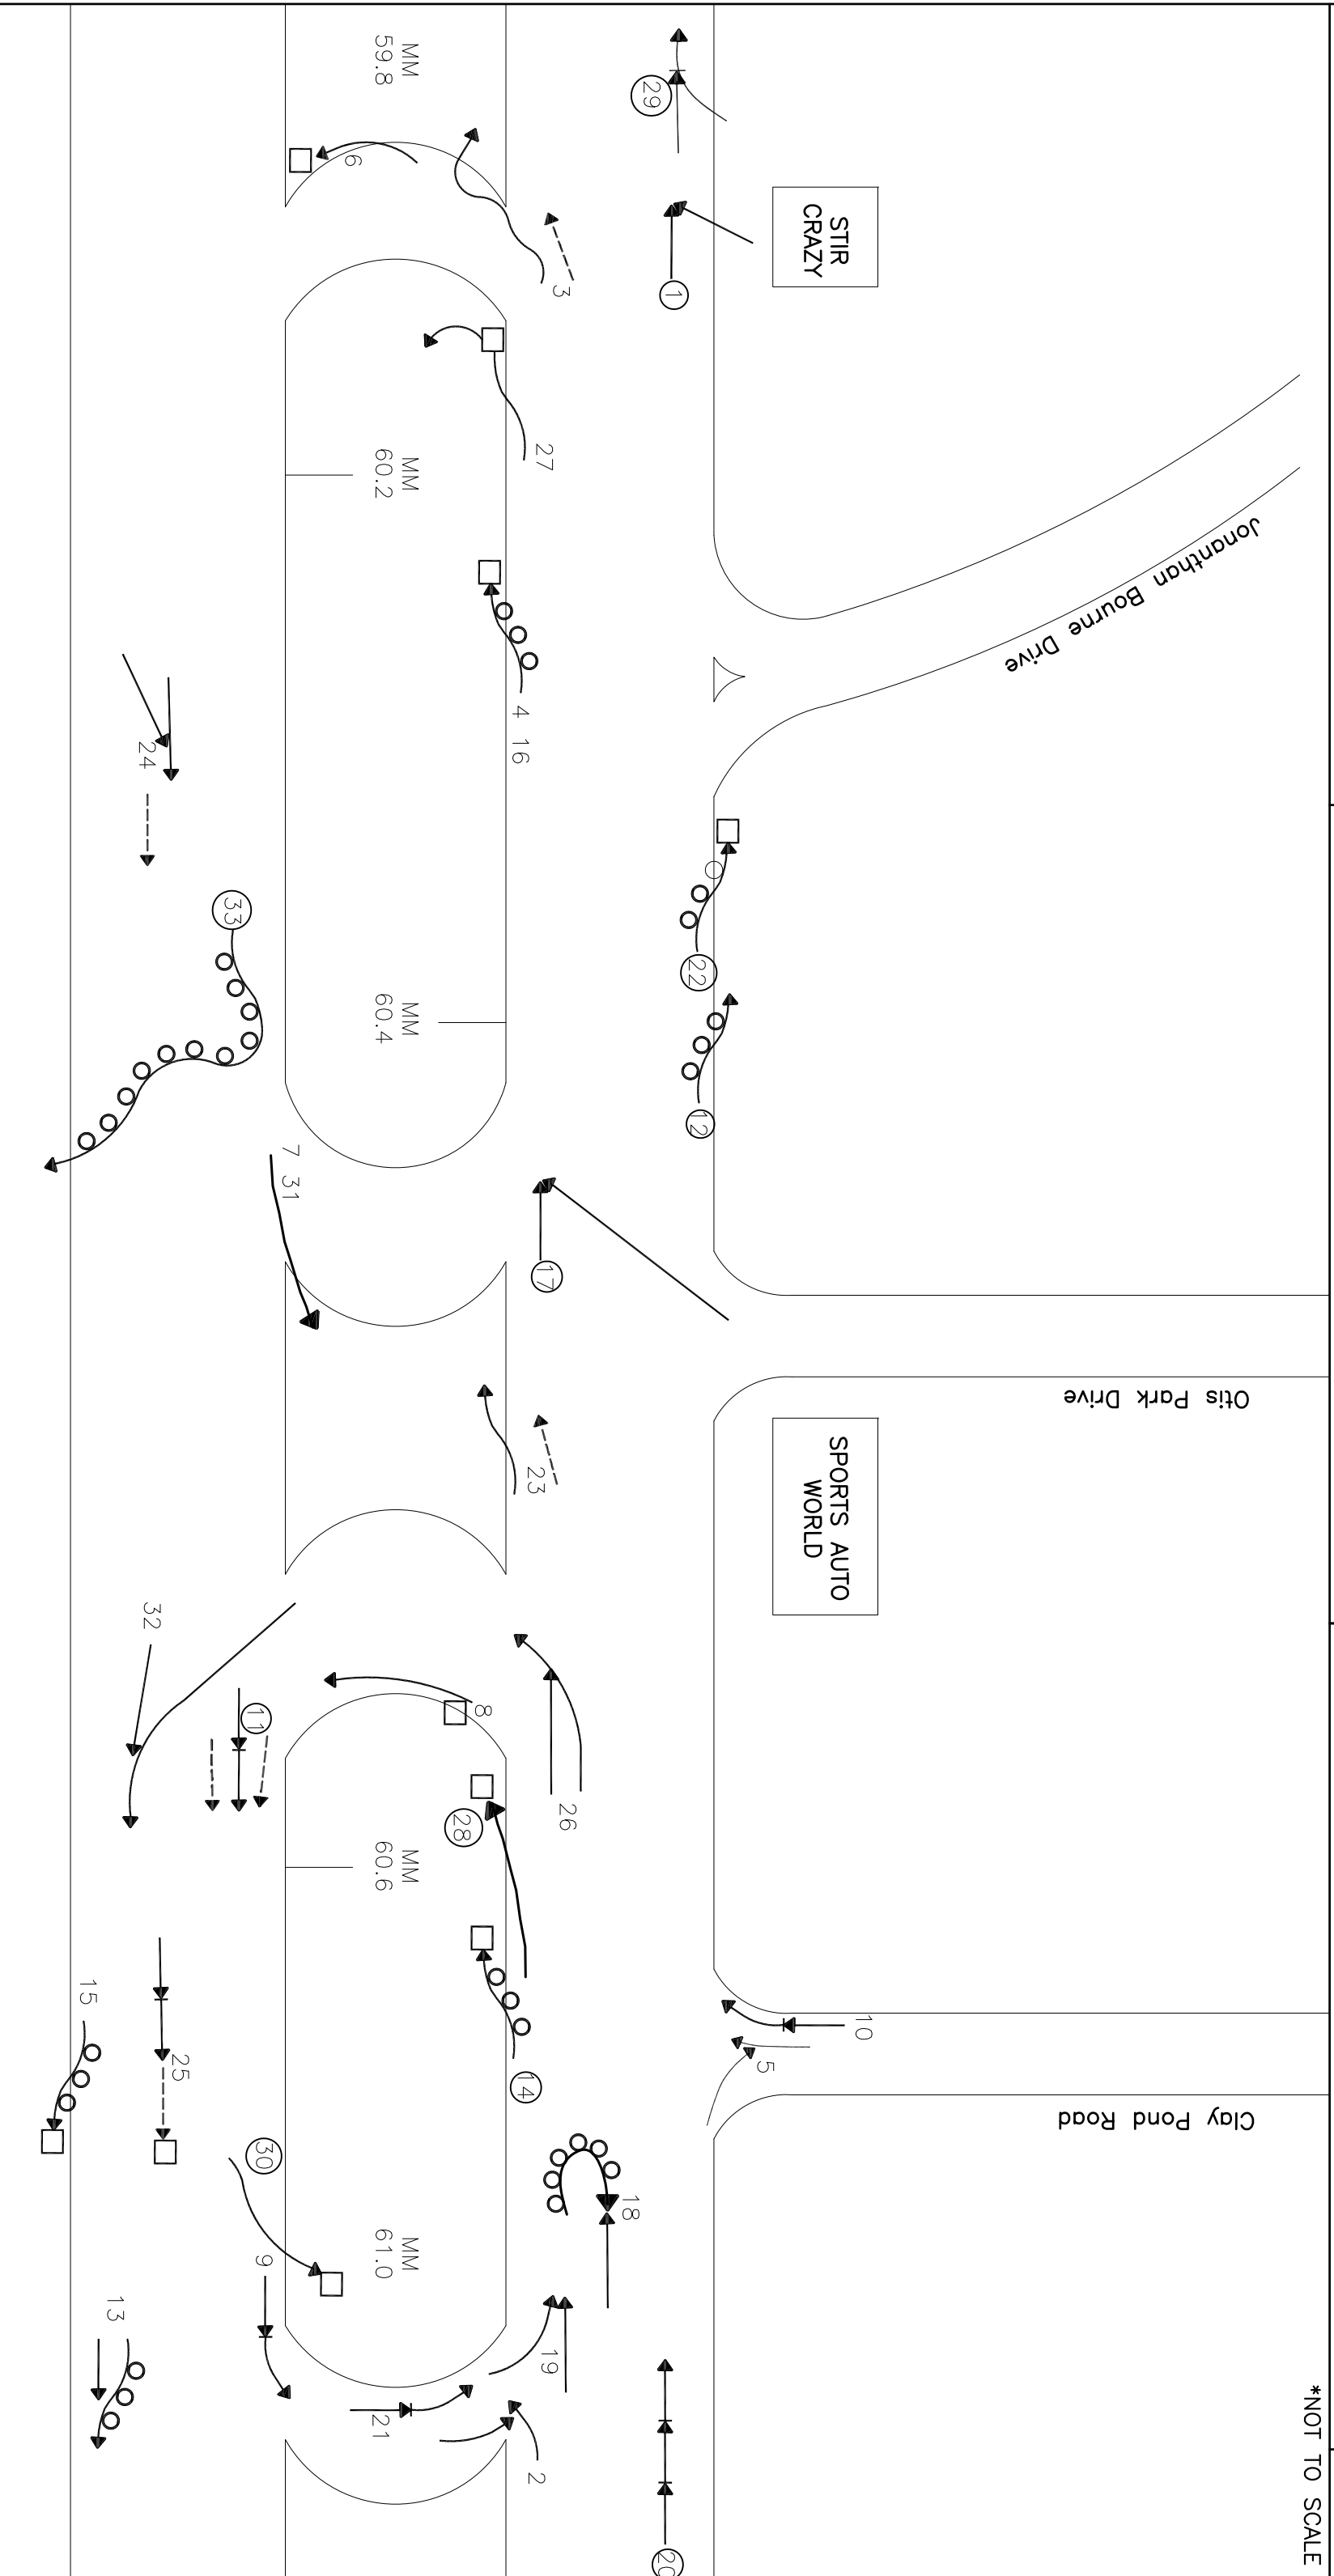 *NOT TO SCALE
Jonanthan Bourne Drive
Otis Park Drive
Clay Pond Road
STIR
CRAZY
SPORTS AUTO
WORLD
10
5
12
22
1
20
29
18
26
3
27
19
17
2
23
14
4 16
8
28
MM
59.8
MM
60.2
MM
60.4
MM
60.6
MM
61.0
21
6
7 31
30
9
11
33
25
32
24
13
15